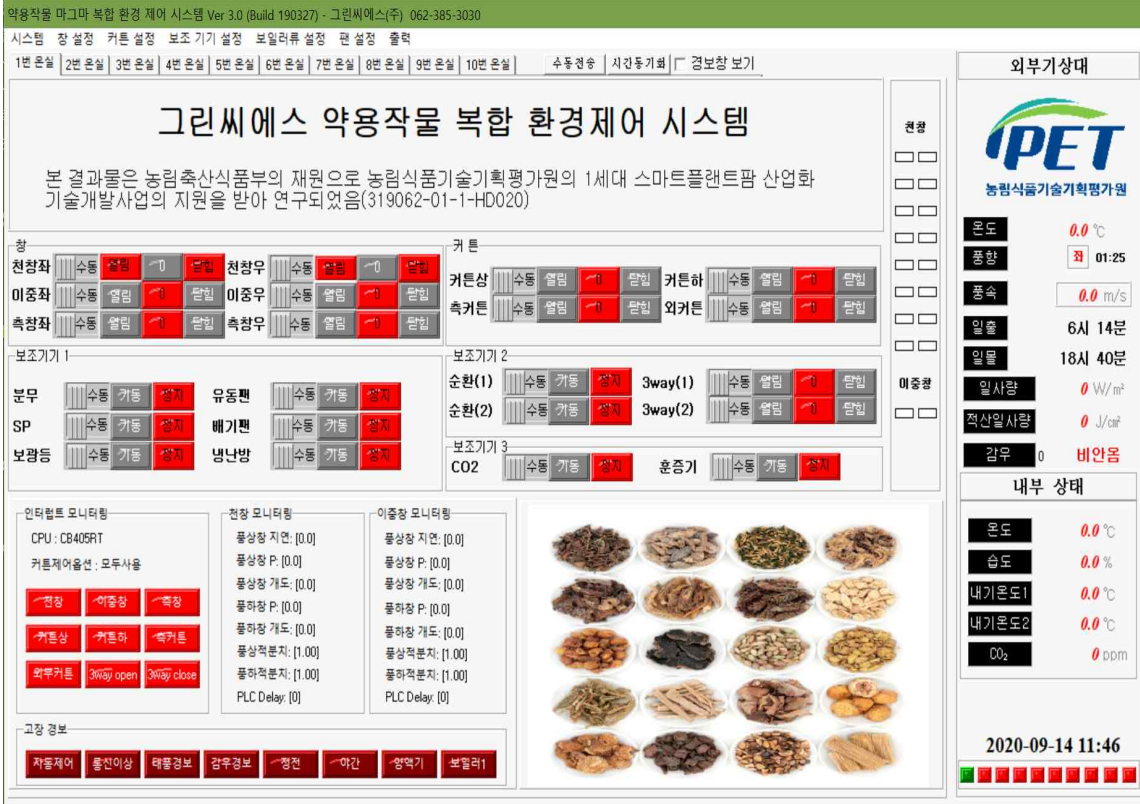 약용작물 마그마 복합 환경 제어 시스템 Ver 3.0 (Build 190327) - 그린씨에스(주) 062-385-3030
시스템 창 설정 커튼 설정 보조 기기 설정 보일러류 설정 팬 설정 출력
1번 온실 2번 온실 3번 온실 4번 온실 5번 온실 6번 온실 7번 온실 8번 온실 9번 온실 10번 온실 수동전송 시간동기화 경보창 보기
그린씨에스 약용작물 복합 환경제어 시스템
본 결과물은 농림축산식품부의 재원으로 농림식품기술기획평가원의 1세대 스마트플랜트팜 산업화
기술개발사업의 지원을 받아 연구되었음(319062-01-1-HD020)
창
천창좌 수동 열림 닫힘 천창우 수동 열림 닫힘
이중좌 수동 열림 닫힘 이중우 수동 열림 닫힘
측창좌 수동 열림 닫힘 측창우 수동 열림 닫힘
커튼
커튼상 수동 열림 닫힘 커튼하 수동 열림 닫힘
측커튼 수동 열림 닫힘 외커튼 수동 열림 닫힘
보조기기 1
분무 수동 기동 정지 유동팬 수동 기동 정지
SP 수동 기동 정지 배기팬 수동 기동 정지
보광등 수동 기동 정지 냉난방 수동 기동 정지
보조기기 2
순환(1) 수동 기동 정지 3way(1) 수동 열림 닫힘
순환(2) 수동 기동 정지 3way(2) 수동 열림 닫힘
보조기기 3
CO2 수동 기동 정지 훈증기 수동 기동 정지
천창
이중창
인터럽트 모니터링
CPU : CB405RT
커튼제어옵션 : 모두사용
천창 이중창 측창
커튼상 커튼하 측커튼
외부커튼 3way open 3way close
천창 모니터링
풍상창 지연: [0.0]
풍상창 P: [0.0]
풍상창 개도: [0.0]
풍하창 P: [0.0]
풍하창 개도: [0.0]
풍상적분치: [1.00]
풍하적분치: [1.00]
PLC Delay: [0]
이중창 모니터링
풍상창 지연: [0.0]
풍상창 P: [0.0]
풍상창 개도: [0.0]
풍하창 P: [0.0]
풍하창 개도: [0.0]
풍상적분치: [1.00]
풍하적분치: [1.00]
PLC Delay: [0]
고장 경보
자동제어 통신이상 태풍경보 감우경보 정전 야간 양액기 보일러1
외부기상대
iPET
농림식품기술기획평가원
온도 0.0 ℃
풍향 좌 01:25
풍속 0.0 m/s
일출 6시 14분
일몰 18시 40분
일사량 0 W/㎡
적산일사량 0 J/㎠
감우 0 비안옴
내부 상태
온도 0.0 ℃
습도 0.0 %
내기온도1 0.0 ℃
내기온도2 0.0 ℃
CO₂ 0 ppm
2020-09-14 11:46